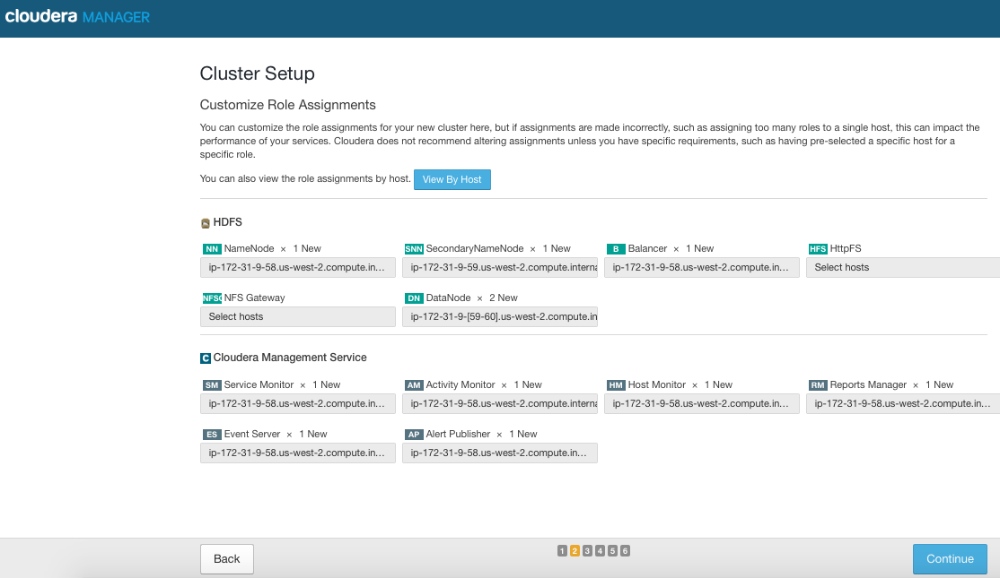 cloudera MANAGER
Cluster Setup
Customize Role Assignments
You can customize the role assignments for your new cluster here, but if assignments are made incorrectly, such as assigning too many roles to a single host, this can impact the
performance of your services. Cloudera does not recommend altering assignments unless you have specific requirements, such as having pre-selected a specific host for a
specific role.
You can also view the role assignments by host. View By Host
HDFS
NN NameNode × 1 New SNN SecondaryNameNode × 1 New B Balancer × 1 New HFS HttpFS
ip-172-31-9-58.us-west-2.compute.in... ip-172-31-9-59.us-west-2.compute.interna ip-172-31-9-58.us-west-2.compute.in... Select hosts
NFSG NFS Gateway DN DataNode × 2 New
Select hosts ip-172-31-9-[59-60].us-west-2.compute.in
C Cloudera Management Service
SM Service Monitor × 1 New AM Activity Monitor × 1 New HM Host Monitor × 1 New RM Reports Manager × 1 New
ip-172-31-9-58.us-west-2.compute.in... ip-172-31-9-58.us-west-2.compute.interna ip-172-31-9-58.us-west-2.compute.in... ip-172-31-9-58.us-west-2.compute.in...
ES Event Server × 1 New AP Alert Publisher × 1 New
ip-172-31-9-58.us-west-2.compute.in... ip-172-31-9-58.us-west-2.compute.in...
Back 1 2 3 4 5 6 Continue